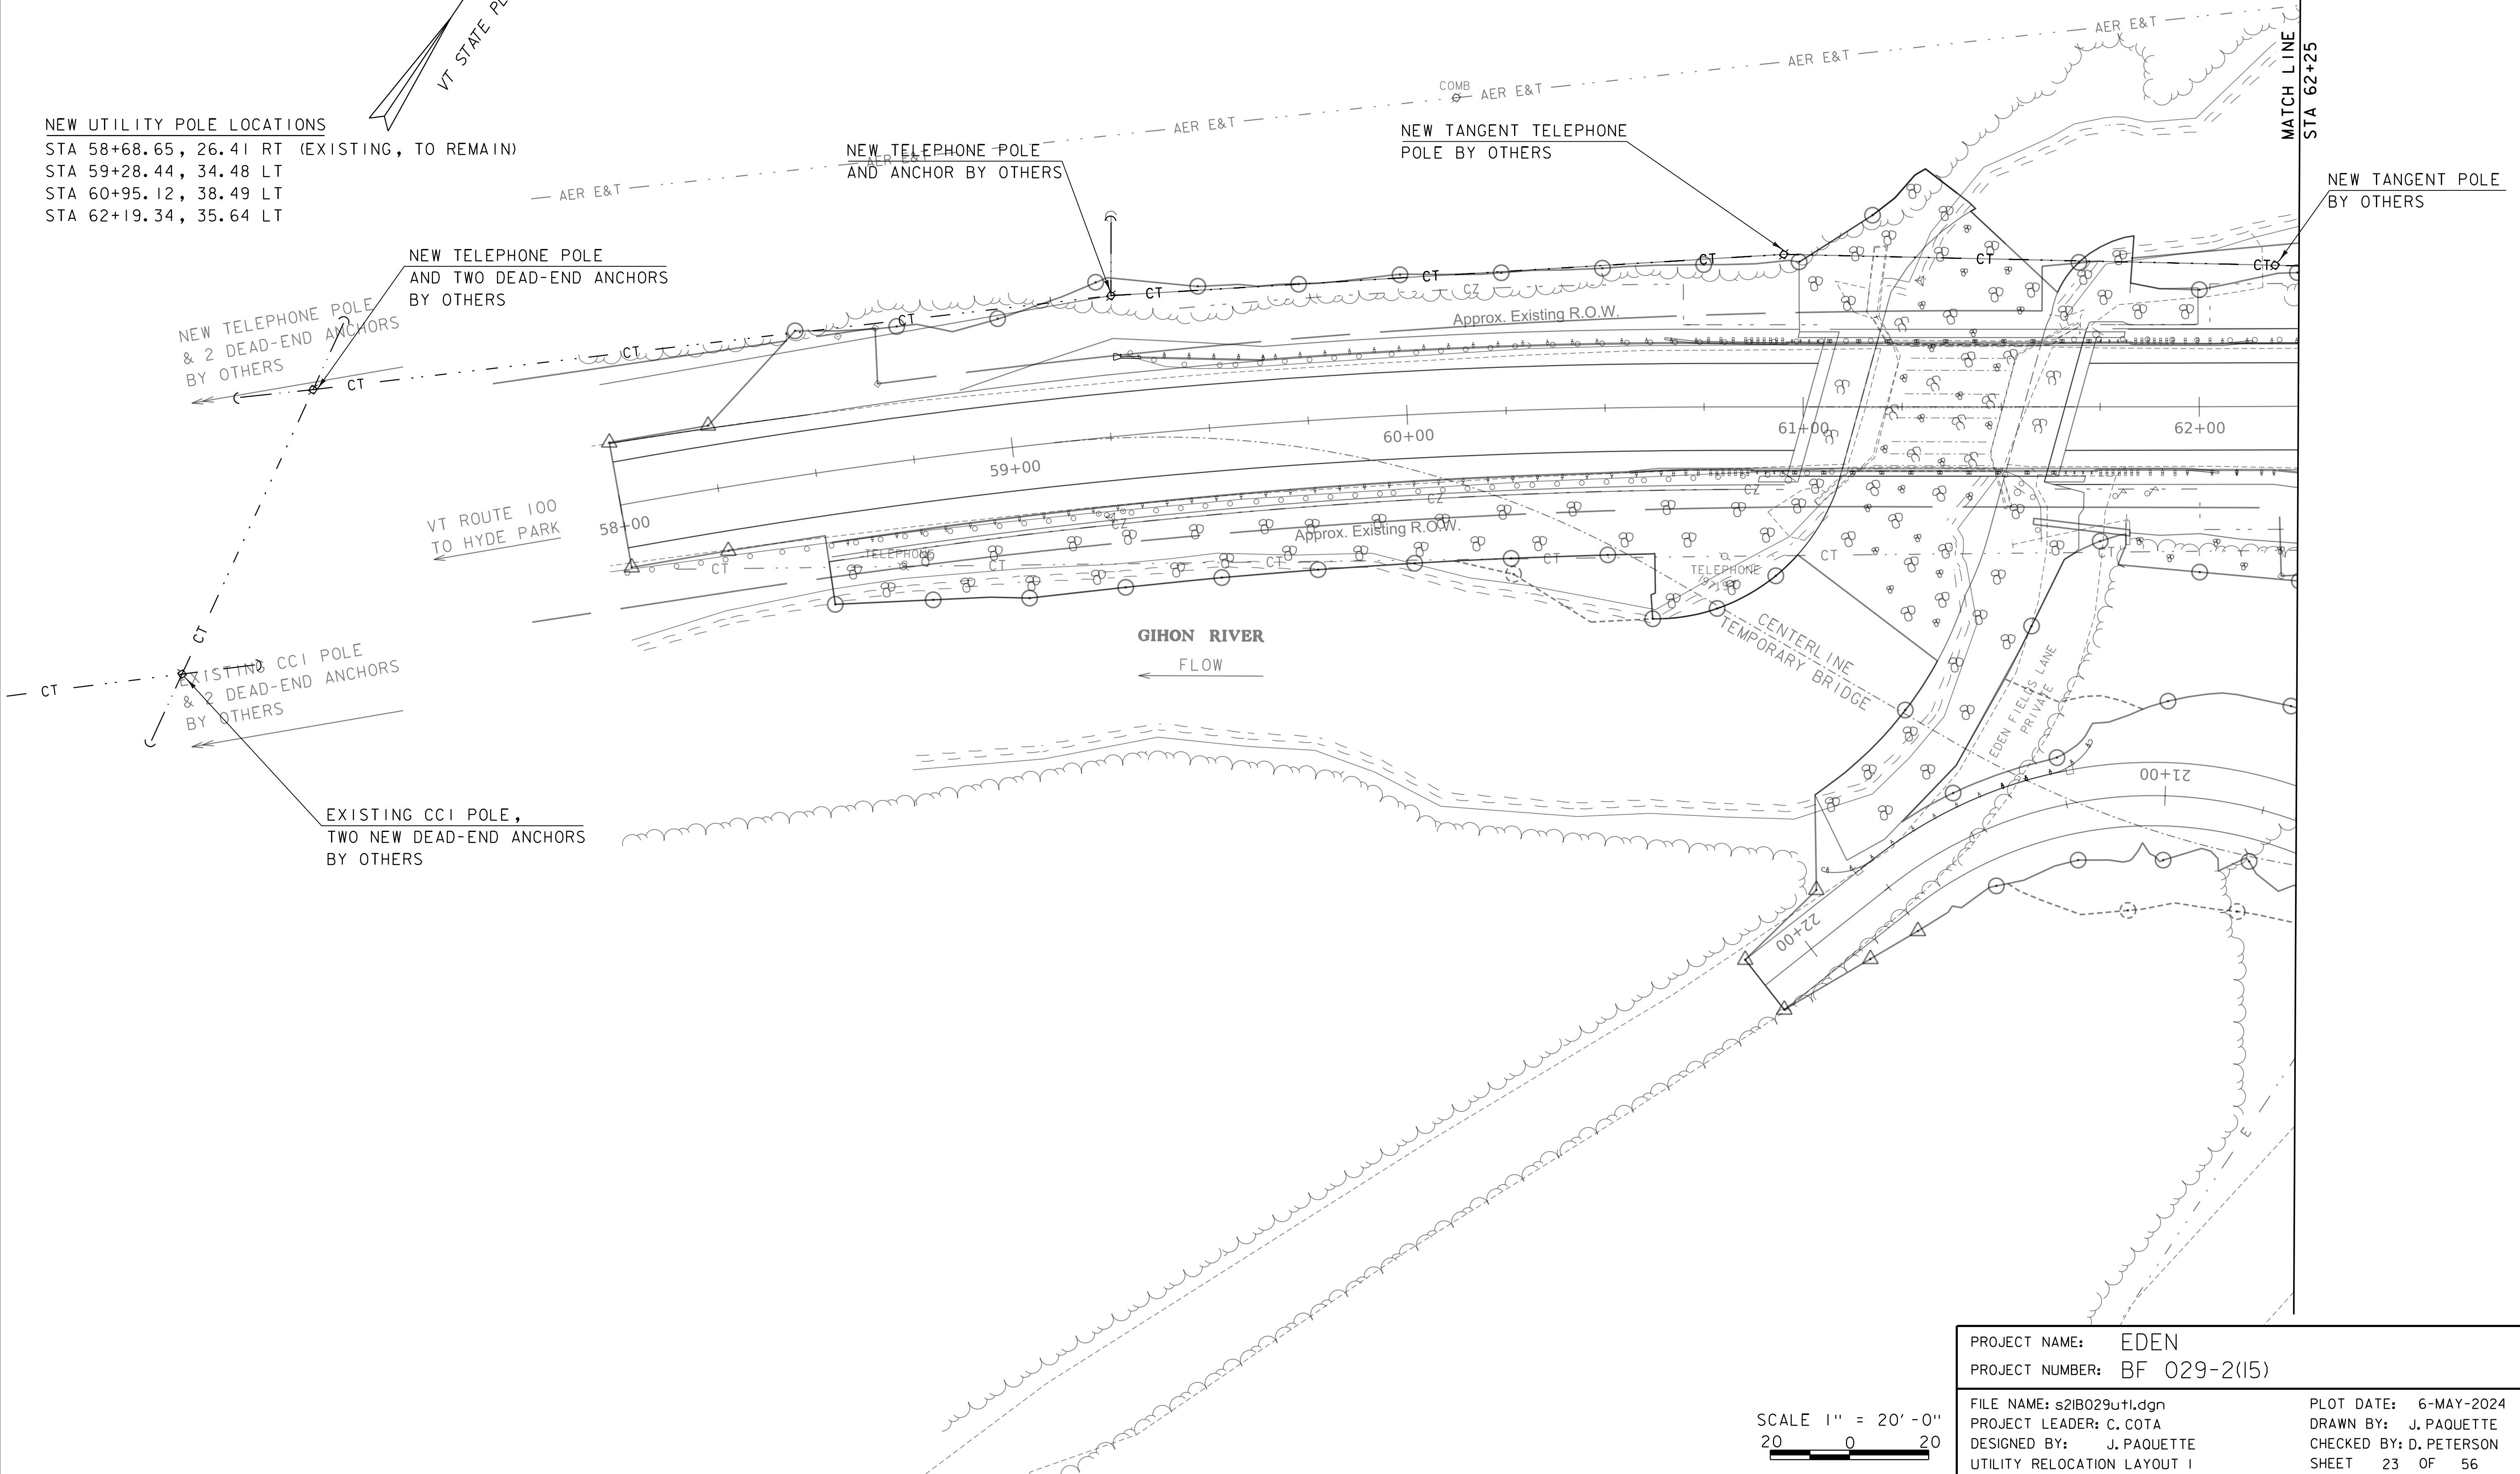 VT STATE
NEW UTILITY POLE LOCATIONS
STA 58+68.65, 26.41 RT (EXISTING, TO REMAIN)
STA 59+28.44, 34.48 LT
STA 60+95.12, 38.49 LT
STA 62+19.34, 35.64 LT
NEW TELEPHONE POLE
AND TWO DEAD-END ANCHORS
BY OTHERS
NEW TELEPHONE POLE
& 2 DEAD-END ANCHORS
BY OTHERS
NEW TELEPHONE POLE
AND ANCHOR BY OTHERS
NEW TANGENT TELEPHONE
POLE BY OTHERS
NEW TANGENT POLE
BY OTHERS
MATCH LINE
STA 62+25
AER E&T
AER E&T
AER E&T
COMB
AER E&T
AER E&T
AER E&T
CT
CT
CT
CT
CT
CT
CT
CT
CZ
Approx. Existing R.O.W.
58+00
59+00
60+00
61+00
62+00
VT ROUTE 100
TO HYDE PARK
CZ
CZ
CZ
Approx. Existing R.O.W.
TELEPHONE
CT
CT
CT
CT
CT
CT
TELEPHONE
GIHON RIVER
FLOW
CENTERLINE
TEMPORARY BRIDGE
EDEN FIELDS LANE
PRIVATE
21+00
22+00
CT
CT
EXISTING CCI POLE
& 2 DEAD-END ANCHORS
BY OTHERS
EXISTING CCI POLE,
TWO NEW DEAD-END ANCHORS
BY OTHERS
E
SCALE 1" = 20'-0"
20 0 20
PROJECT NAME: EDEN
PROJECT NUMBER: BF 029-2(15)
FILE NAME: s21B029utl.dgn
PROJECT LEADER: C. COTA
DESIGNED BY: J. PAQUETTE
UTILITY RELOCATION LAYOUT 1
PLOT DATE: 6-MAY-2024
DRAWN BY: J. PAQUETTE
CHECKED BY: D. PETERSON
SHEET 23 OF 56